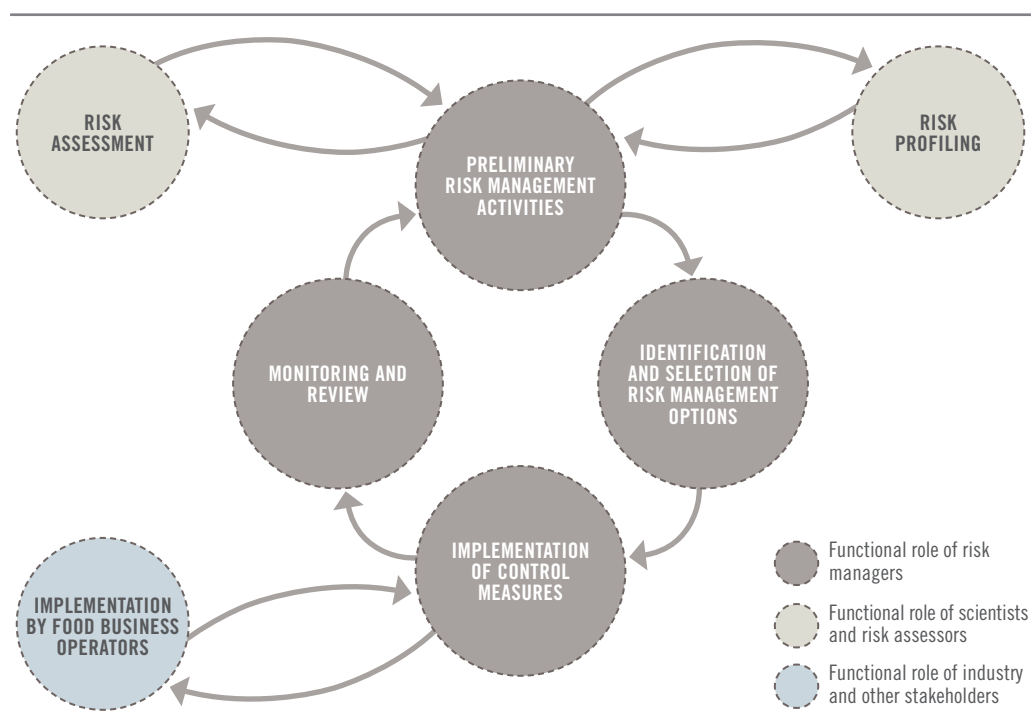 RISK
ASSESSMENT
PRELIMINARY
RISK MANAGEMENT
ACTIVITIES
RISK
PROFILING
MONITORING AND
REVIEW
IDENTIFICATION
AND SELECTION OF
RISK MANAGEMENT
OPTIONS
IMPLEMENTATION
OF CONTROL
MEASURES
IMPLEMENTATION
BY FOOD BUSINESS
OPERATORS
Functional role of risk
managers
Functional role of scientists
and risk assessors
Functional role of industry
and other stakeholders